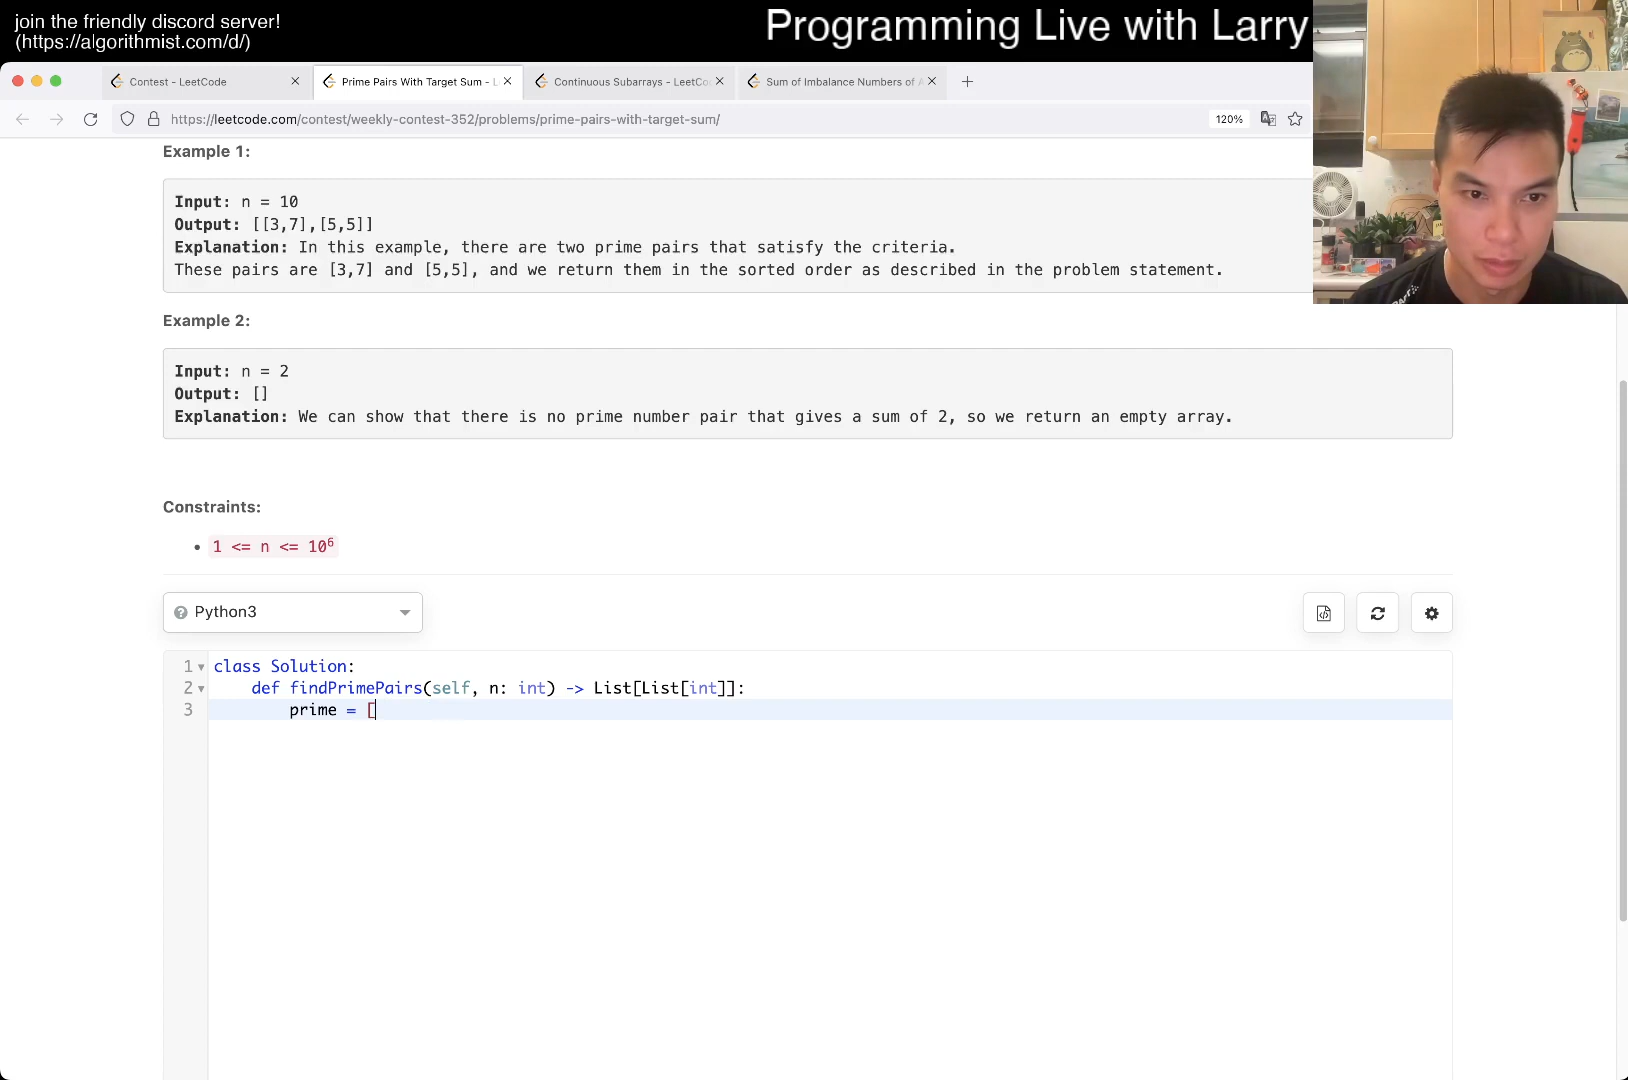 join the friendly discord server!
(https://algorithmist.com/d/)
Programming Live with Larry
Contest - LeetCode
Prime Pairs With Target Sum - L
Continuous Subarrays - LeetCo
Sum of Imbalance Numbers of A
https://leetcode.com/contest/weekly-contest-352/problems/prime-pairs-with-target-sum/
120%
Example 1:
Input: n = 10
Output: [[3,7],[5,5]]
Explanation: In this example, there are two prime pairs that satisfy the criteria.
These pairs are [3,7] and [5,5], and we return them in the sorted order as described in the problem statement.
Example 2:
Input: n = 2
Output: []
Explanation: We can show that there is no prime number pair that gives a sum of 2, so we return an empty array.
Constraints:
• 1 <= n <= 10⁶
Python3
1 class Solution:
2 def findPrimePairs(self, n: int) -> List[List[int]]:
3 prime = [